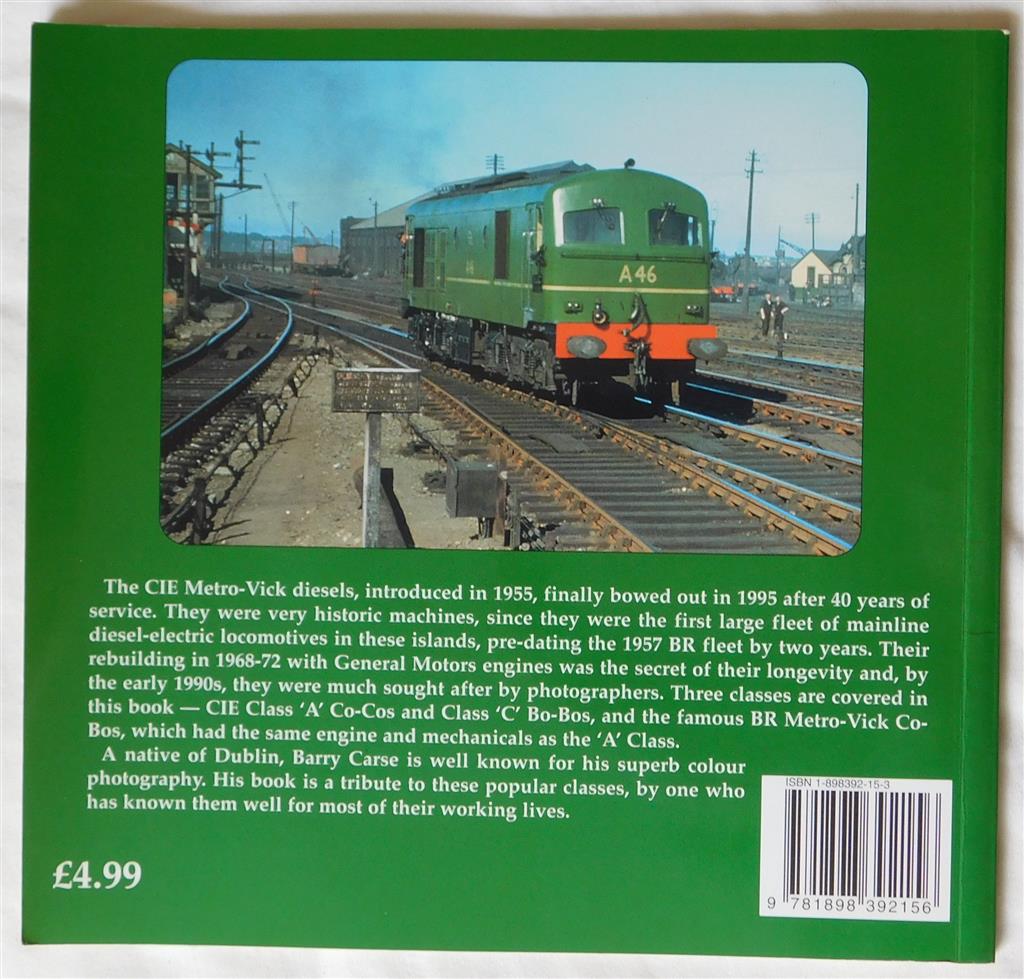 A46
The CIE Metro-Vick diesels, introduced in 1955, finally bowed out in 1995 after 40 years of
service. They were very historic machines, since they were the first large fleet of mainline
diesel-electric locomotives in these islands, pre-dating the 1957 BR fleet by two years. Their
rebuilding in 1968-72 with General Motors engines was the secret of their longevity and, by
the early 1990s, they were much sought after by photographers. Three classes are covered in
this book — CIE Class ‘A’ Co-Cos and Class ‘C’ Bo-Bos, and the famous BR Metro-Vick Co-
Bos, which had the same engine and mechanicals as the ‘A’ Class.
A native of Dublin, Barry Carse is well known for his superb colour
photography. His book is a tribute to these popular classes, by one who
has known them well for most of their working lives.
£4.99
ISBN 1-898392-15-3
9 781898 392156